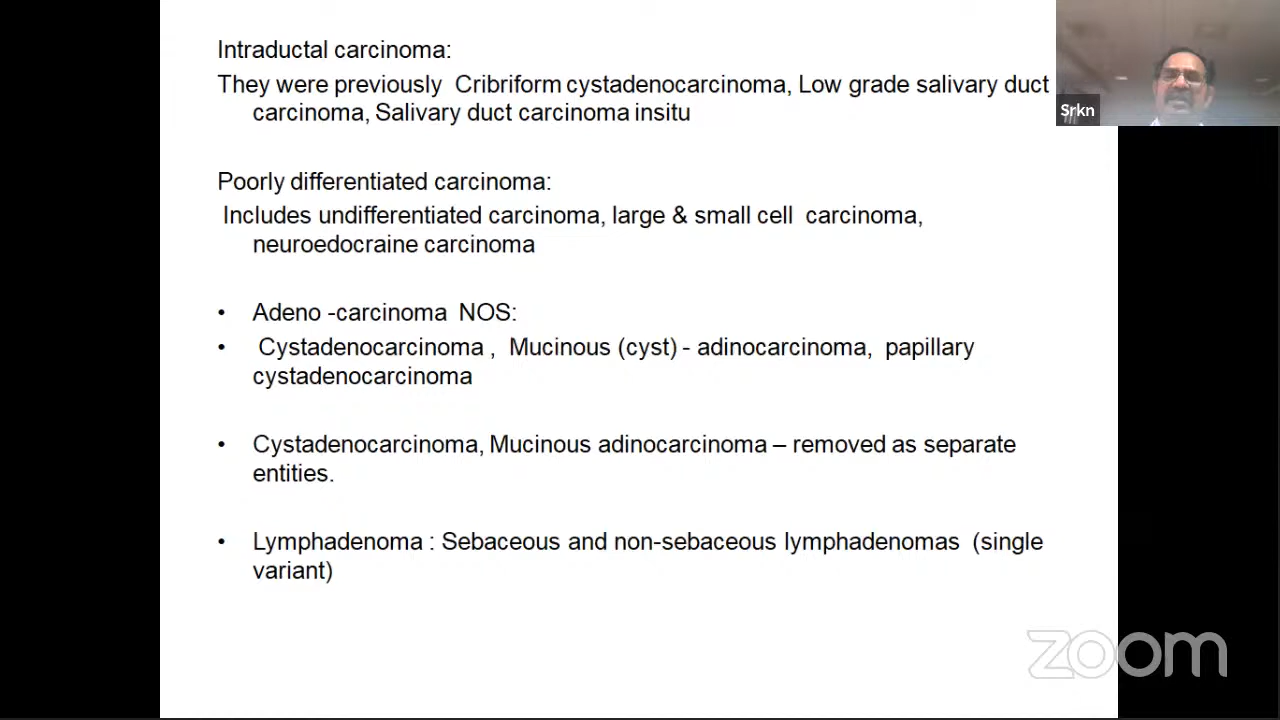 Intraductal carcinoma:
They were previously Cribriform cystadenocarcinoma, Low grade salivary duct
carcinoma, Salivary duct carcinoma insitu
Srkn
Poorly differentiated carcinoma:
Includes undifferentiated carcinoma, large & small cell carcinoma,
neuroedocraine carcinoma
• Adeno -carcinoma NOS:
• Cystadenocarcinoma , Mucinous (cyst) - adinocarcinoma, papillary
cystadenocarcinoma
• Cystadenocarcinoma, Mucinous adinocarcinoma – removed as separate
entities.
• Lymphadenoma : Sebaceous and non-sebaceous lymphadenomas (single
variant)
zoom